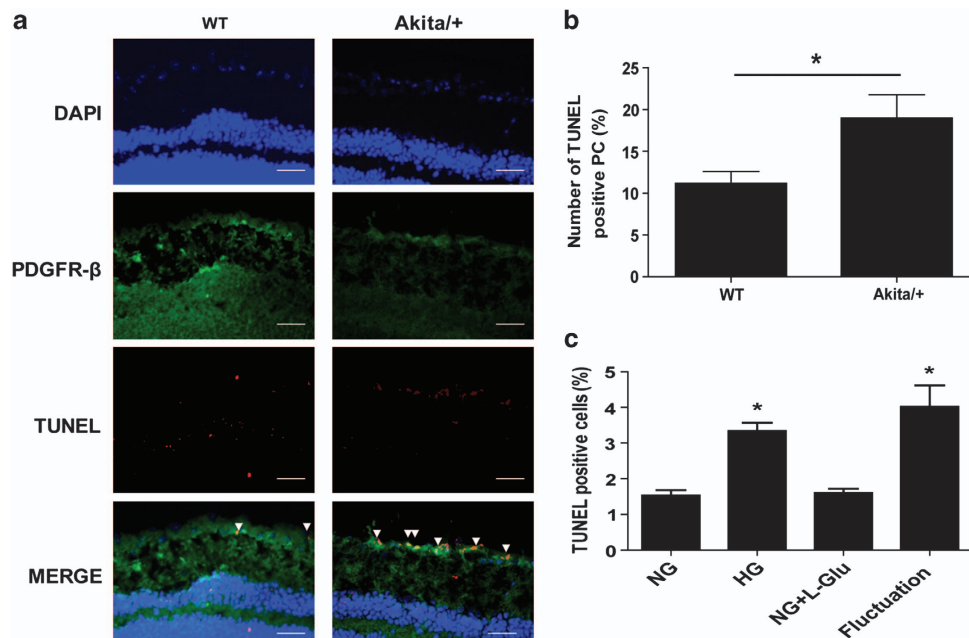 a
WT
Akita/+
DAPI
PDGFR-β
TUNEL
MERGE
b
*
Number of TUNEL
positive PC (%)
25
20
15
10
5
0
WT
Akita/+
c
TUNEL positive cells(%)
5
4
3
2
1
0
*
*
NG
HG
NG+L-Glu
Fluctuation